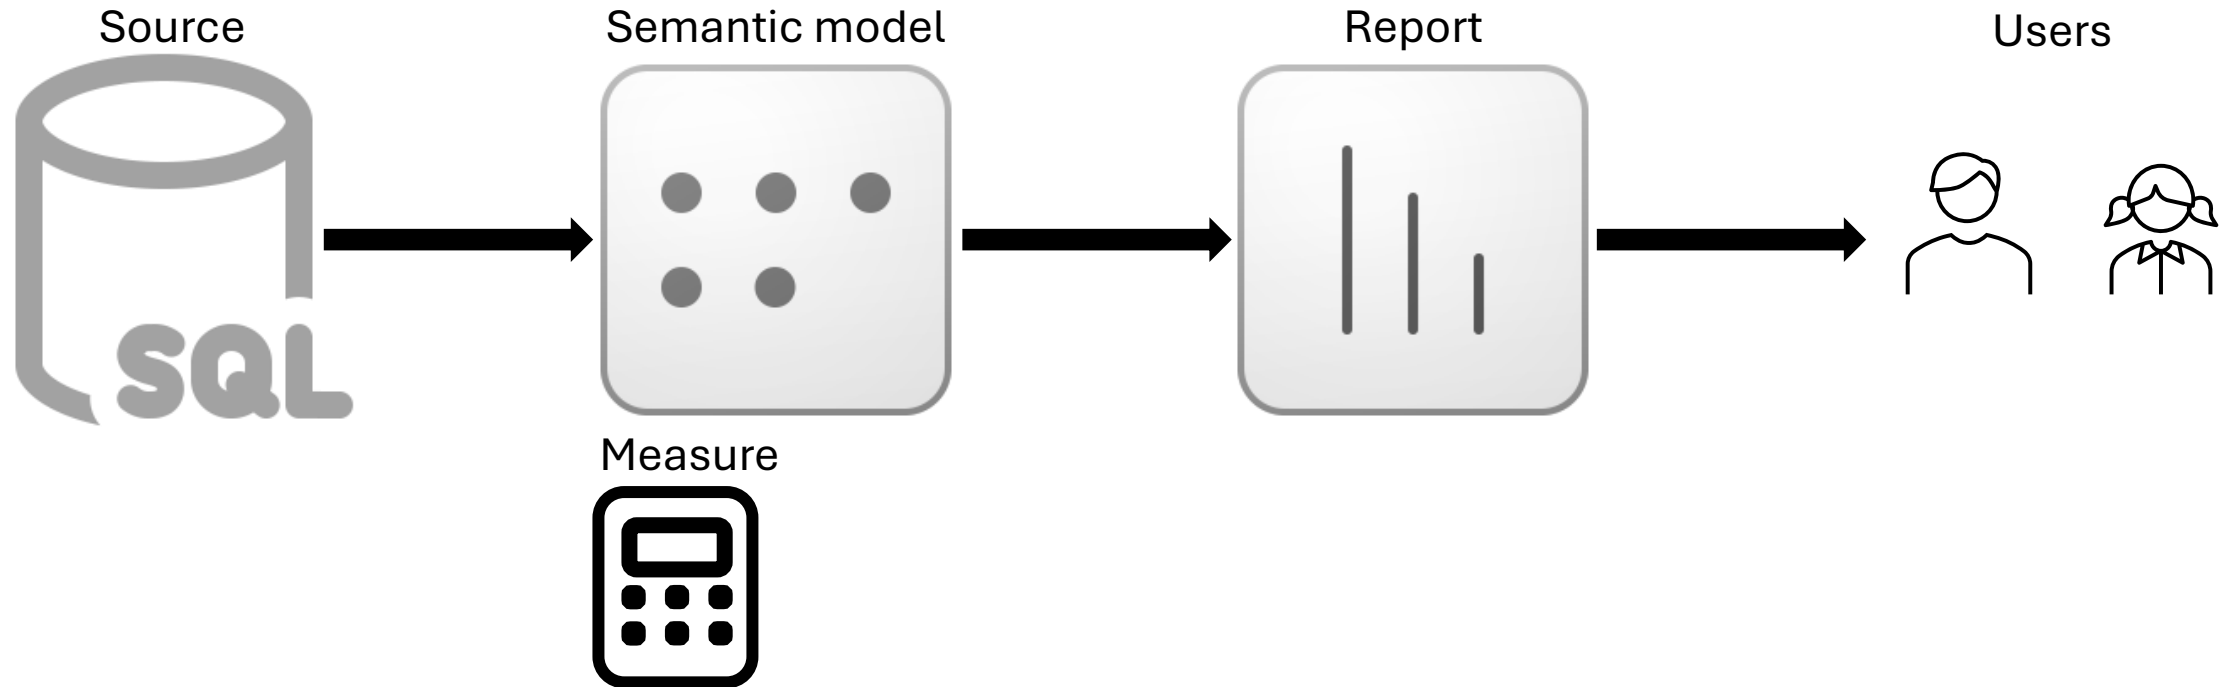 Source
Semantic model
Report
Users
SQL
Measure